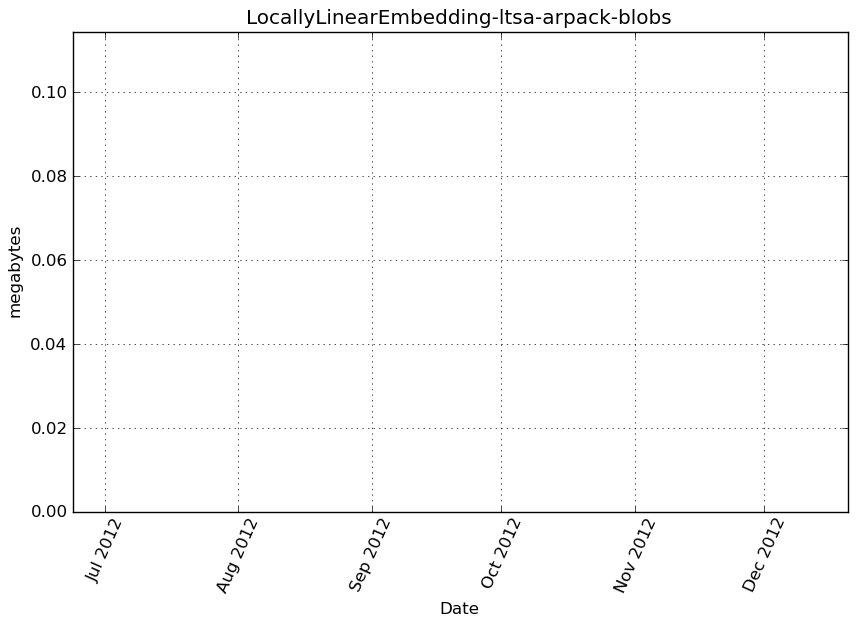 LocallyLinearEmbedding-ltsa-arpack-blobs
0.10
0.08
0.06
0.04
0.02
0.00
megabytes
Jul 2012
Aug 2012
Sep 2012
Oct 2012
Nov 2012
Dec 2012
Date